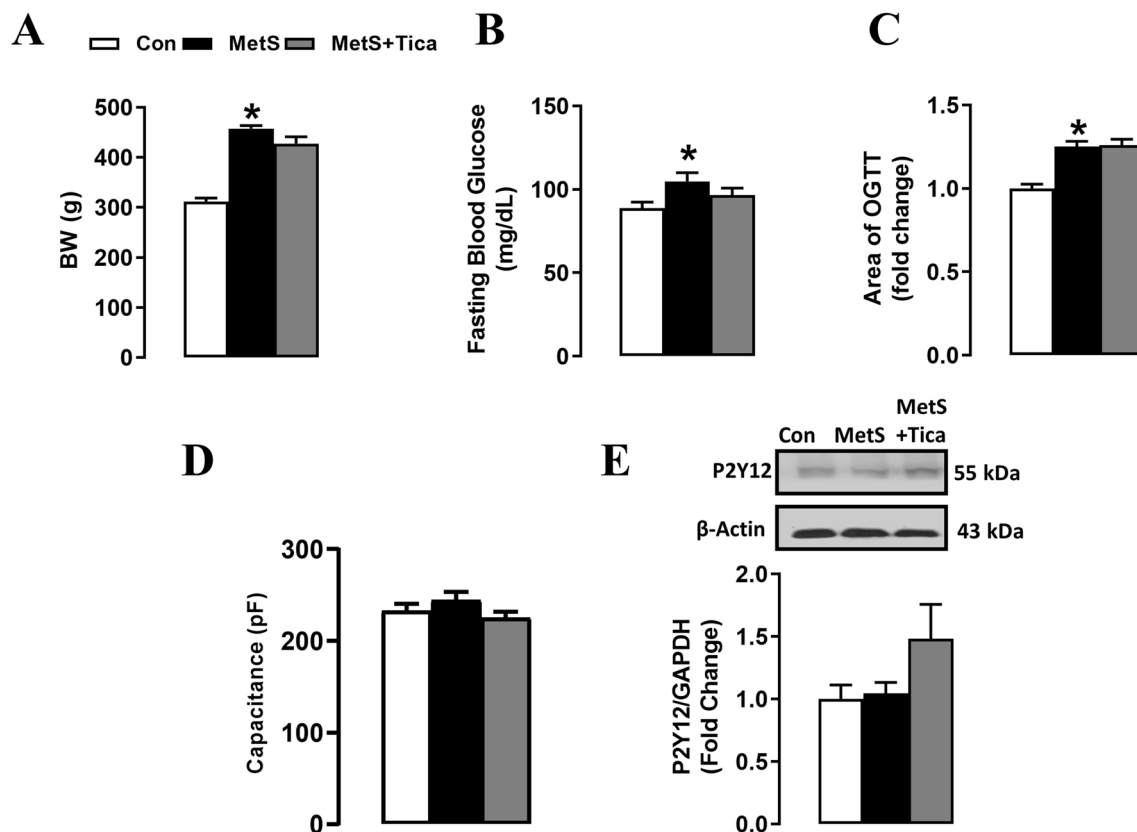 A
Con MetS MetS+Tica
BW (g)
500
400
300
200
100
0
*
B
Fasting Blood Glucose
(mg/dL)
150
100
50
0
*
C
Area of OGTT
(fold change)
1.5
1.0
0.5
0.0
*
D
Capacitance (pF)
300
200
100
0
E
Con MetS MetS
+Tica
P2Y12 55 kDa
β-Actin 43 kDa
P2Y12/GAPDH
(Fold Change)
2.0
1.5
1.0
0.5
0.0